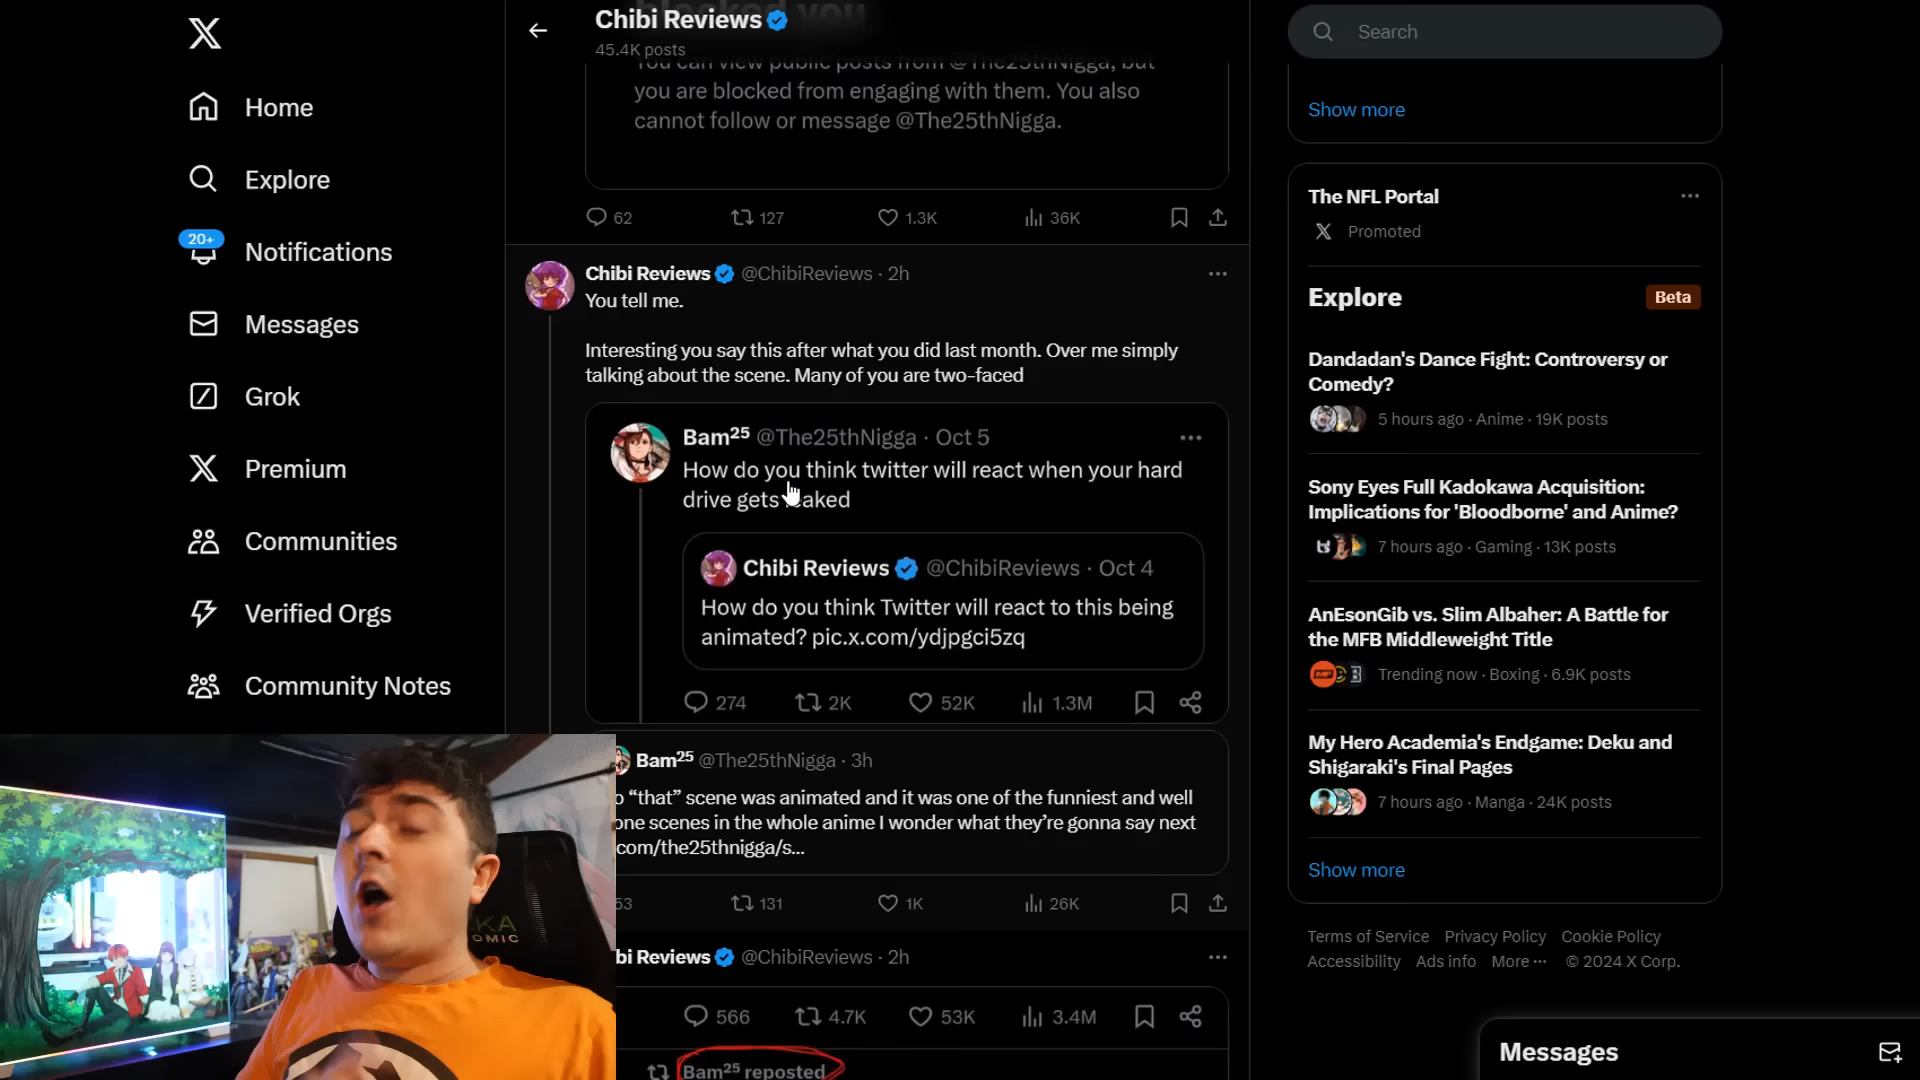 Chibi Reviews
45.4K posts
You can view public posts from @The25thNigga, but
you are blocked from engaging with them. You also
cannot follow or message @The25thNigga.
62 127 1.3K 36K
Home
Explore
20+
Notifications
Messages
Grok
Premium
Communities
Verified Orgs
Community Notes
Chibi Reviews @ChibiReviews · 2h
You tell me.
Interesting you say this after what you did last month. Over me simply
talking about the scene. Many of you are two-faced
Bam²⁵ @The25thNigga · Oct 5
How do you think twitter will react when your hard
drive gets
Chibi Reviews @ChibiReviews · Oct 4
How do you think Twitter will react to this being
animated? pic.x.com/ydjpgci5zq
274 2K 52K 1.3M
Bam²⁵ @The25thNigga · 3h
“that” scene was animated and it was one of the funniest and well
scenes in the whole anime I wonder what they’re gonna say next
.com/the25thnigga/s...
53 131 1K 26K
bi Reviews @ChibiReviews · 2h
566 4.7K 53K 3.4M
Bam²⁵ reposted
Search
Show more
The NFL Portal
Promoted
Explore Beta
Dandadan's Dance Fight: Controversy or
Comedy?
5 hours ago · Anime · 19K posts
Sony Eyes Full Kadokawa Acquisition:
Implications for 'Bloodborne' and Anime?
7 hours ago · Gaming · 13K posts
AnEsonGib vs. Slim Albaher: A Battle for
the MFB Middleweight Title
Trending now · Boxing · 6.9K posts
My Hero Academia's Endgame: Deku and
Shigaraki's Final Pages
7 hours ago · Manga · 24K posts
Show more
Terms of Service Privacy Policy Cookie Policy
Accessibility Ads info More ··· © 2024 X Corp.
Messages